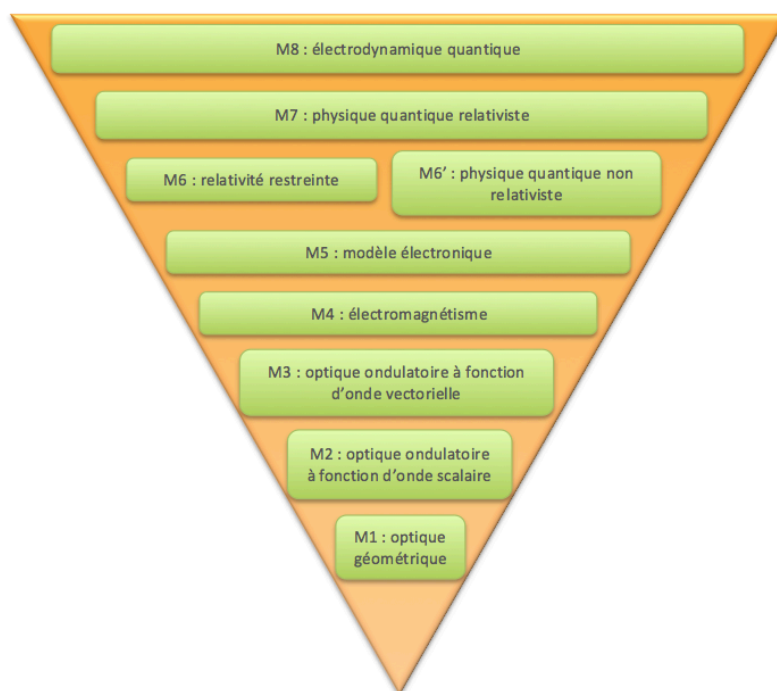 M8 : électrodynamique quantique
M7 : physique quantique relativiste
M6 : relativité restreinte
M6’ : physique quantique non
relativiste
M5 : modèle électronique
M4 : électromagnétisme
M3 : optique ondulatoire à fonction
d’onde vectorielle
M2 : optique ondulatoire
à fonction d’onde scalaire
M1 : optique
géométrique